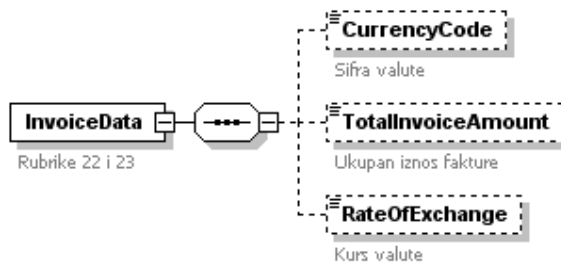 CurrencyCode
Sifra valute
InvoiceData
Rubrike 22 i 23
TotalInvoiceAmount
Ukupan iznos fakture
RateOfExchange
Kurs valute